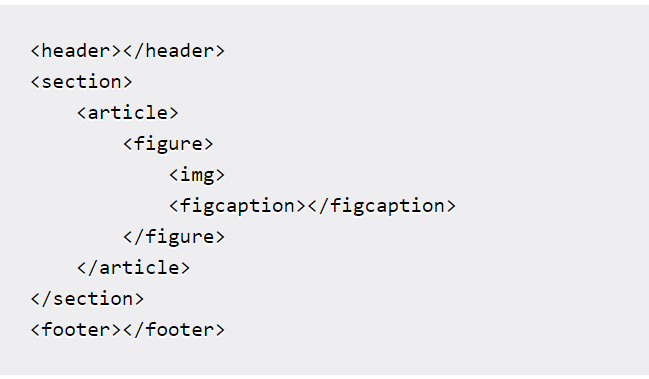 <header></header>
<section>
    <article>
        <figure>
            <img>
            <figcaption></figcaption>
        </figure>
    </article>
</section>
<footer></footer>